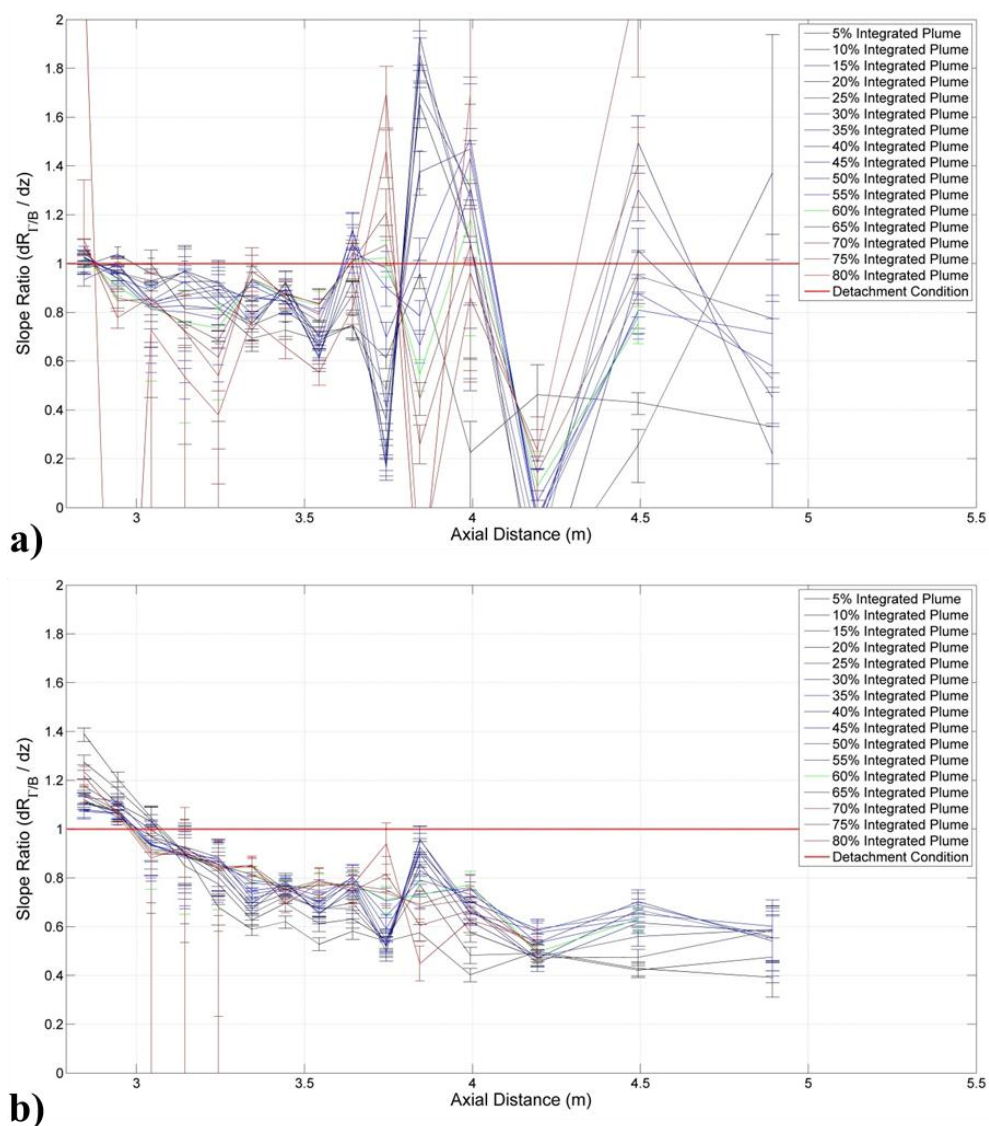 2
1.8
1.6
1.4
1.2
1
0.8
0.6
0.4
0.2
0
Slope Ratio (dR_Γ/B / dz)
5% Integrated Plume
10% Integrated Plume
15% Integrated Plume
20% Integrated Plume
25% Integrated Plume
30% Integrated Plume
35% Integrated Plume
40% Integrated Plume
45% Integrated Plume
50% Integrated Plume
55% Integrated Plume
60% Integrated Plume
65% Integrated Plume
70% Integrated Plume
75% Integrated Plume
80% Integrated Plume
Detachment Condition
3 3.5 4 4.5 5 5.5
Axial Distance (m)
a)
2
1.8
1.6
1.4
1.2
1
0.8
0.6
0.4
0.2
0
Slope Ratio (dR_Γ/B / dz)
5% Integrated Plume
10% Integrated Plume
15% Integrated Plume
20% Integrated Plume
25% Integrated Plume
30% Integrated Plume
35% Integrated Plume
40% Integrated Plume
45% Integrated Plume
50% Integrated Plume
55% Integrated Plume
60% Integrated Plume
65% Integrated Plume
70% Integrated Plume
75% Integrated Plume
80% Integrated Plume
Detachment Condition
3 3.5 4 4.5 5 5.5
Axial Distance (m)
b)